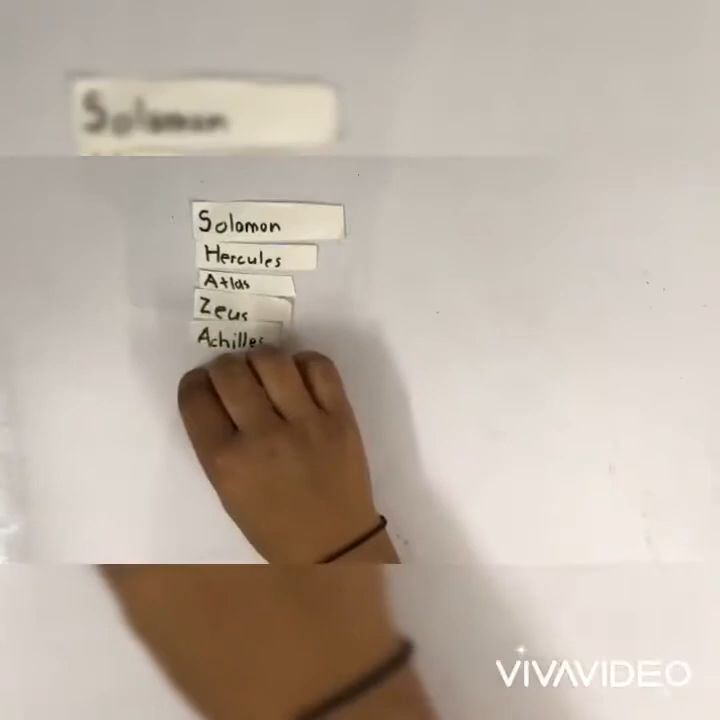 Solomon
Solomon
Hercules
Atlas
Zeus
Achilles
VIVAVIDEO